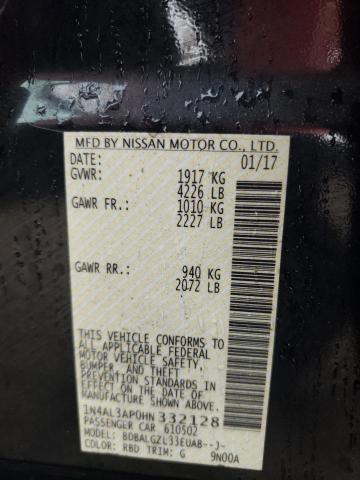 MFD BY NISSAN MOTOR CO., LTD.
DATE: 01/17
GVWR: 1917 KG
4226 LB
GAWR FR.: 1010 KG
2227 LB
GAWR RR.: 940 KG
2072 LB
THIS VEHICLE CONFORMS TO
ALL APPLICABLE FEDERAL
MOTOR VEHICLE SAFETY,
BUMPER, AND THEFT
PREVENTION STANDARDS
IN EFFECT ON THE DATE OF
MANUFACTURE SHOWN ABOVE.
1N4AL3AP0HN 332128
PASSENGER CAR 610502
MODEL: BDBALGZL33EUAB--J-
COLOR: RBD TRIM: G 9N00A